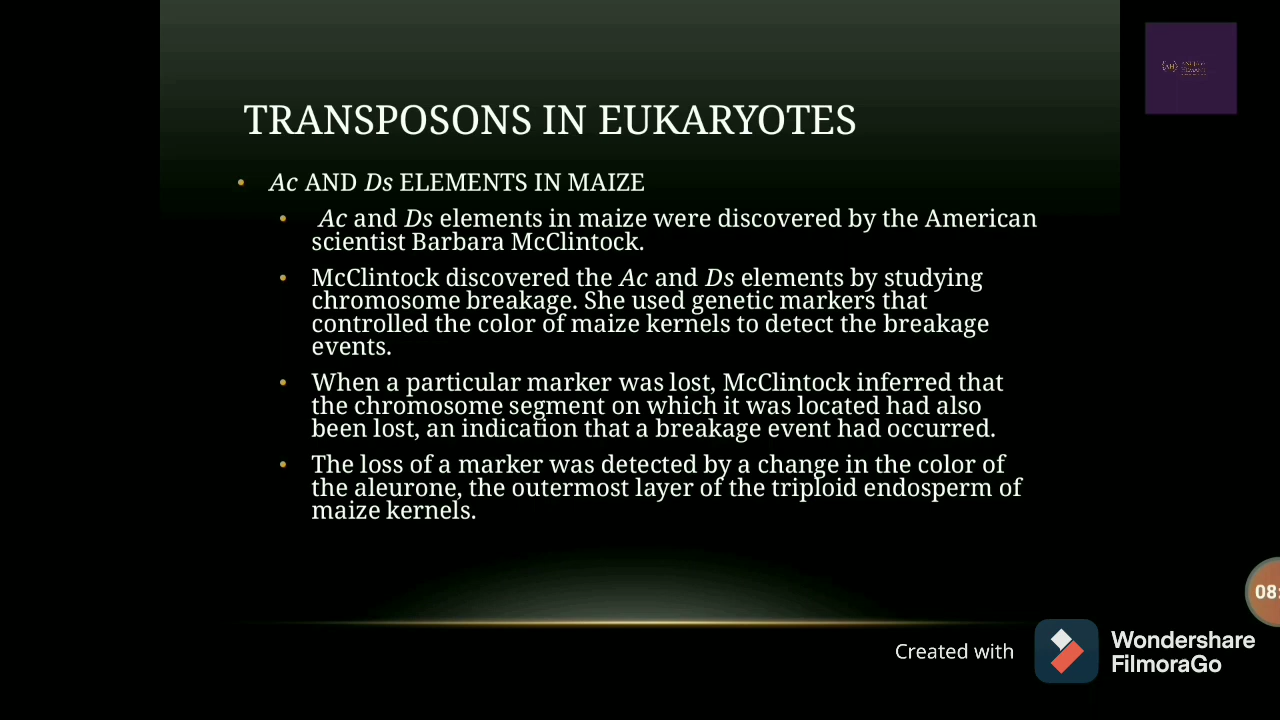 TRANSPOSONS IN EUKARYOTES
• Ac AND Ds ELEMENTS IN MAIZE
• Ac and Ds elements in maize were discovered by the American
scientist Barbara McClintock.
• McClintock discovered the Ac and Ds elements by studying
chromosome breakage. She used genetic markers that
controlled the color of maize kernels to detect the breakage
events.
• When a particular marker was lost, McClintock inferred that
the chromosome segment on which it was located had also
been lost, an indication that a breakage event had occurred.
• The loss of a marker was detected by a change in the color of
the aleurone, the outermost layer of the triploid endosperm of
maize kernels.
08:
Created with
Wondershare
FilmoraGo